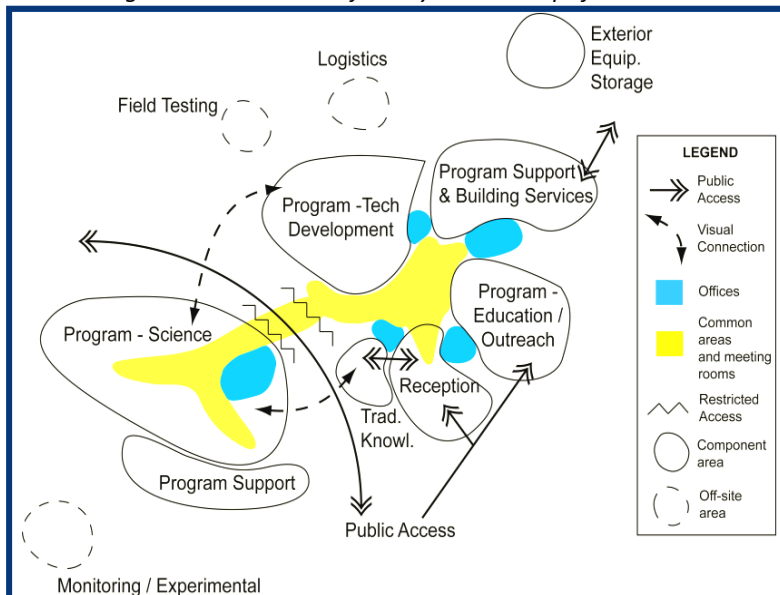 Exterior
Equip.
Storage
Logistics
Field Testing
Program Support
& Building Services
Program -Tech
Development
Program -
Education /
Outreach
Program - Science
Reception
Trad.
Knowl.
Program Support
Public Access
Monitoring / Experimental
LEGEND
Public
Access
Visual
Connection
Offices
Common
areas
and meeting
rooms
Restricted
Access
Component
area
Off-site
area